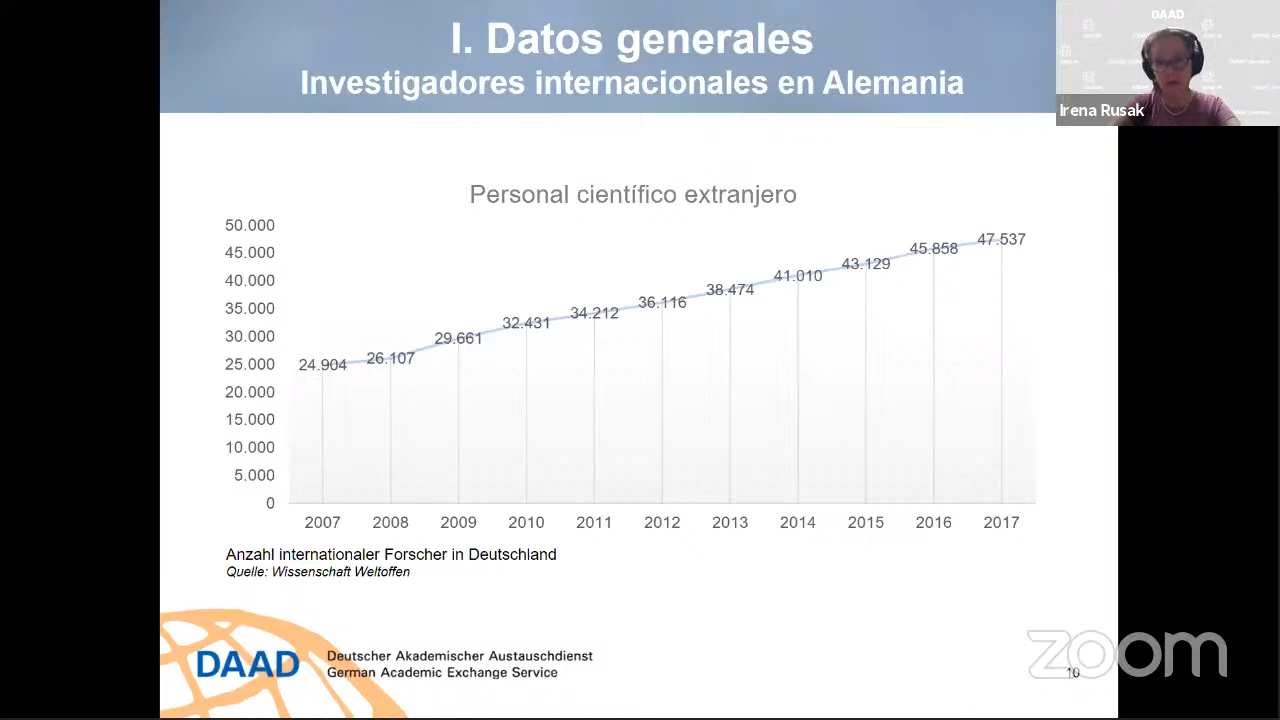 I. Datos generales
Investigadores internacionales en Alemania
DAAD
Irena Rusak
Personal científico extranjero
50.000
45.000
40.000
35.000
30.000
25.000
20.000
15.000
10.000
5.000
0
24.904
26.107
29.661
32.431
34.212
36.116
38.474
41.010
43.129
45.858
47.537
2007 2008 2009 2010 2011 2012 2013 2014 2015 2016 2017
Anzahl internationaler Forscher in Deutschland
Quelle: Wissenschaft Weltoffen
DAAD
Deutscher Akademischer Austauschdienst
German Academic Exchange Service
zoom
10